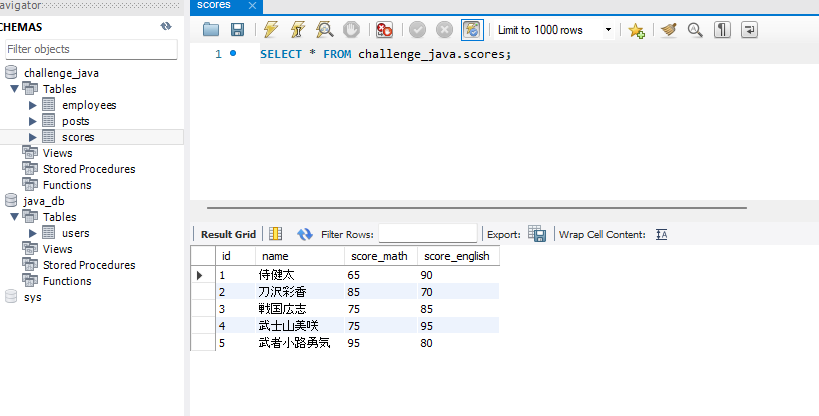 avigator
CHEMAS
Filter objects
challenge_java
Tables
employees
posts
scores
Views
Stored Procedures
Functions
java_db
Tables
users
Views
Stored Procedures
Functions
sys
scores ×
Limit to 1000 rows
1 SELECT * FROM challenge_java.scores;
Result Grid Filter Rows: Export: Wrap Cell Content: IA
id name score_math score_english
1 侍健太 65 90
2 刀沢彩香 85 70
3 戦国広志 75 85
4 武士山美咲 75 95
5 武者小路勇気 95 80